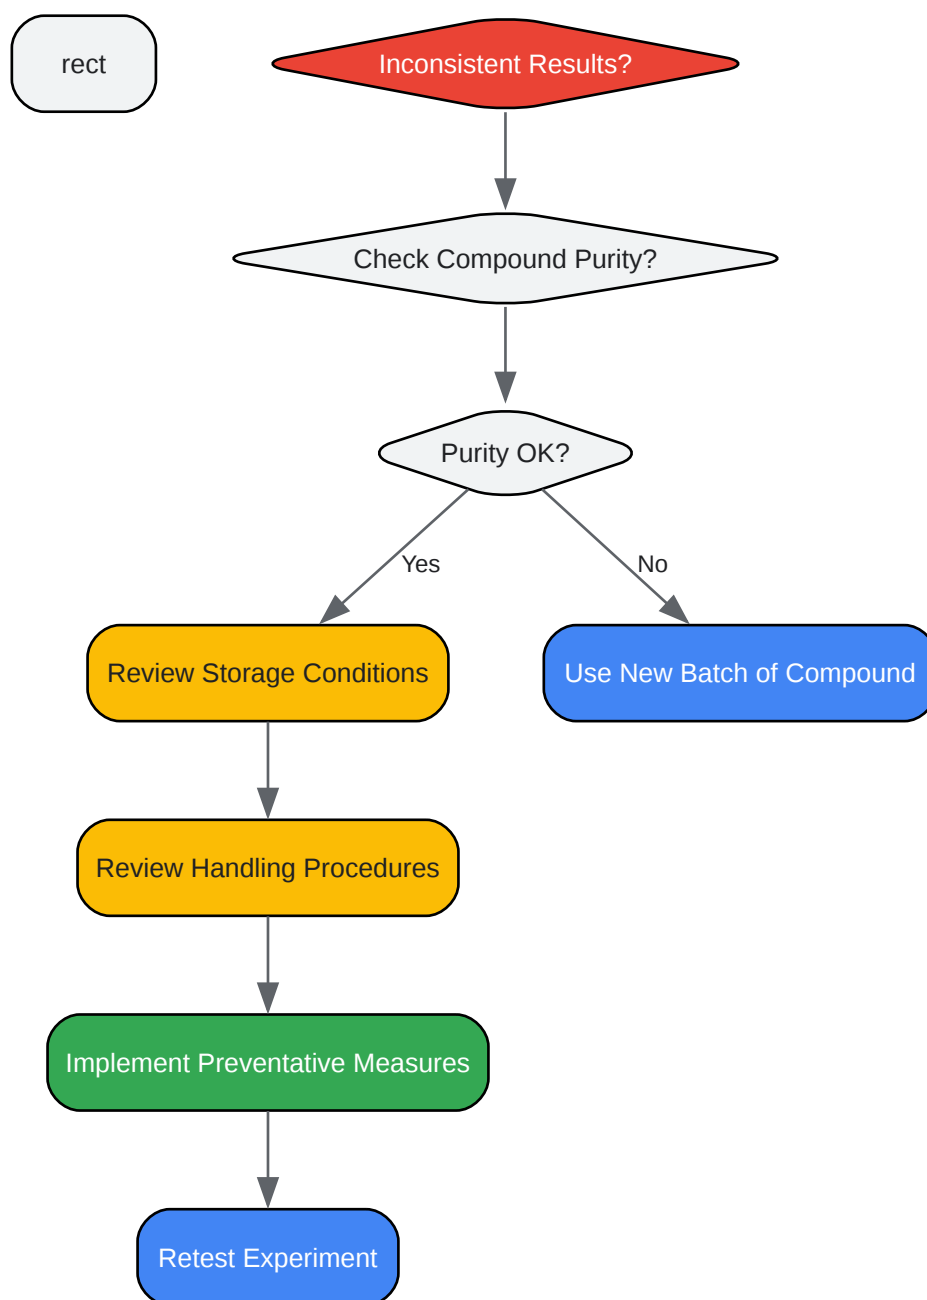 rect
Inconsistent Results?
Check Compound Purity?
Purity OK?
Yes
No
Review Storage Conditions
Use New Batch of Compound
Review Handling Procedures
Implement Preventative Measures
Retest Experiment